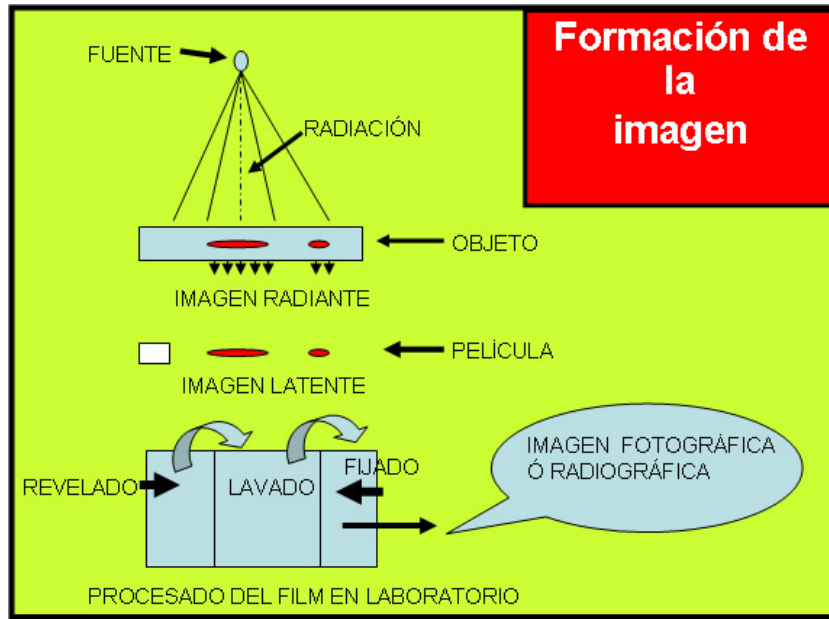 Formación de
la
imagen
FUENTE
RADIACIÓN
OBJETO
IMAGEN RADIANTE
PELÍCULA
IMAGEN LATENTE
IMAGEN FOTOGRÁFICA
Ó RADIOGRÁFICA
FIJADO
REVELADO
LAVADO
PROCESADO DEL FILM EN LABORATORIO